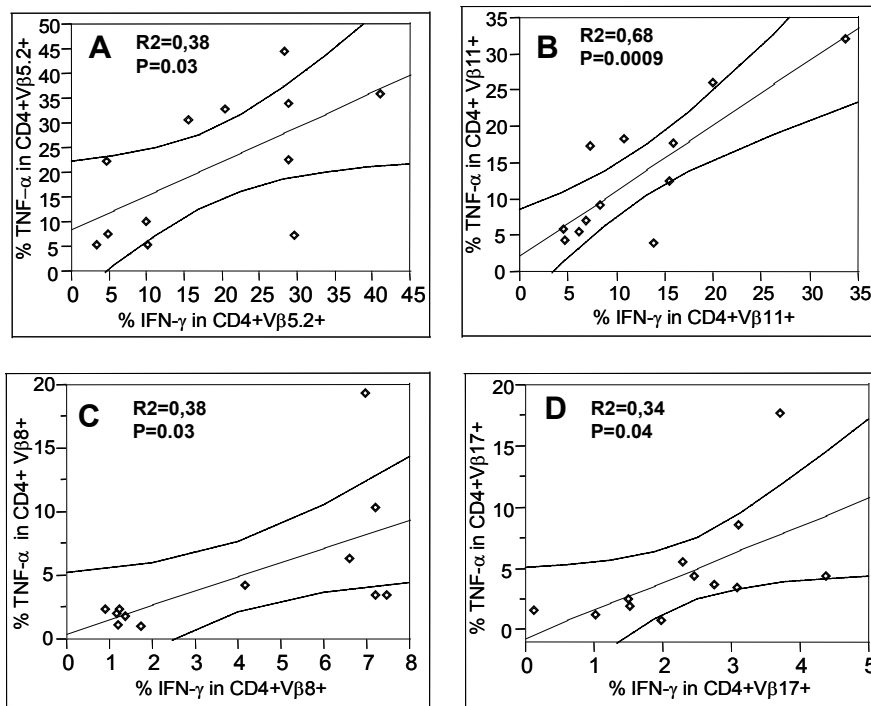 A
R2=0,38
P=0.03
% TNF-α in CD4+Vβ5.2+
50
45
40
35
30
25
20
15
10
5
0
0 5 10 15 20 25 30 35 40 45
% IFN-γ in CD4+Vβ5.2+
B
R2=0,68
P=0.0009
% TNF-α in CD4+ Vβ11+
35
30
25
20
15
10
5
0
0 5 10 15 20 25 30 35
% IFN-γ in CD4+Vβ11+
C
R2=0,38
P=0.03
% TNF-α in CD4+ Vβ8+
20
15
10
5
0
0 1 2 3 4 5 6 7 8
% IFN-γ in CD4+Vβ8+
D
R2=0,34
P=0.04
% TNF-α in CD4+Vβ17+
20
15
10
5
0
0 1 2 3 4 5
% IFN-γ in CD4+Vβ17+